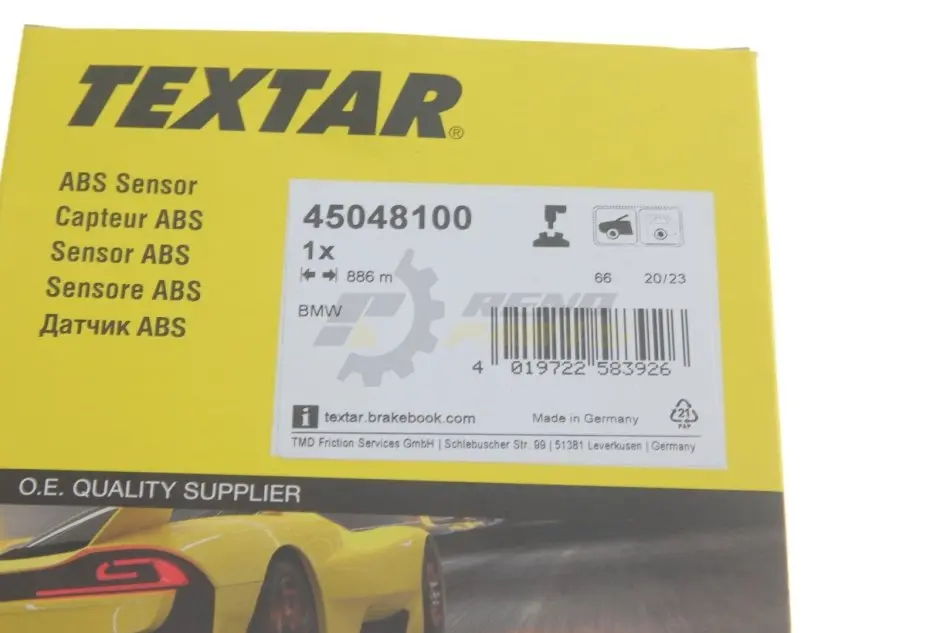 TEXTAR®
ABS Sensor
Capteur ABS
Sensor ABS
Sensore ABS
Датчик ABS
45048100
1x
886 m
66 20/23
BMW
4 019722 583926
i textar.brakebook.com
Made in Germany
21
PAP
TMD Friction Services GmbH | Schlebuscher Str. 99 | 51381 Leverkusen | Germany
O.E. QUALITY SUPPLIER